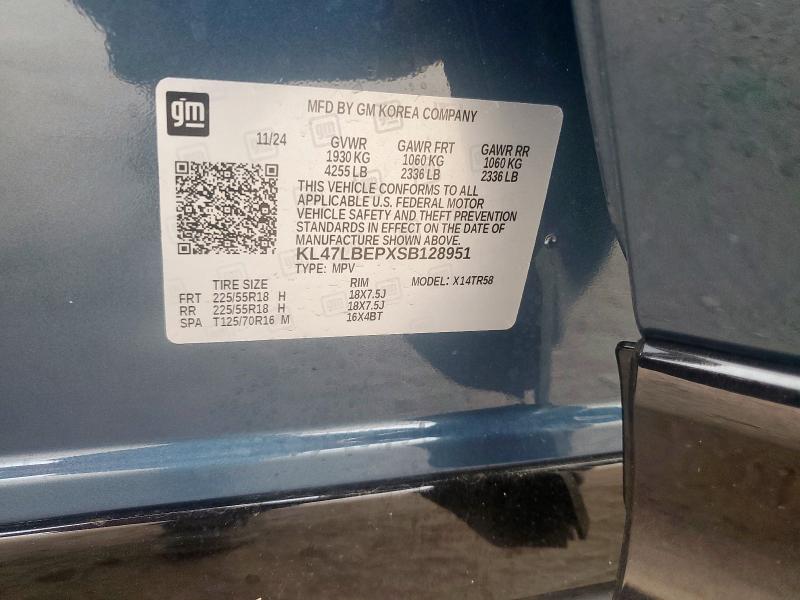 gm
MFD BY GM KOREA COMPANY
11/24 GVWR GAWR FRT GAWR RR
1930 KG 1060 KG 1060 KG
4255 LB 2336 LB 2336 LB
THIS VEHICLE CONFORMS TO ALL
APPLICABLE U.S. FEDERAL MOTOR
VEHICLE SAFETY AND THEFT PREVENTION
STANDARDS IN EFFECT ON THE DATE OF
MANUFACTURE SHOWN ABOVE.
KL47LBEPXSB128951
TYPE: MPV
TIRE SIZE RIM MODEL: X14TR58
FRT 225/55R18 H 18X7.5J
RR 225/55R18 H 18X7.5J
SPA T125/70R16 M 16X4BT